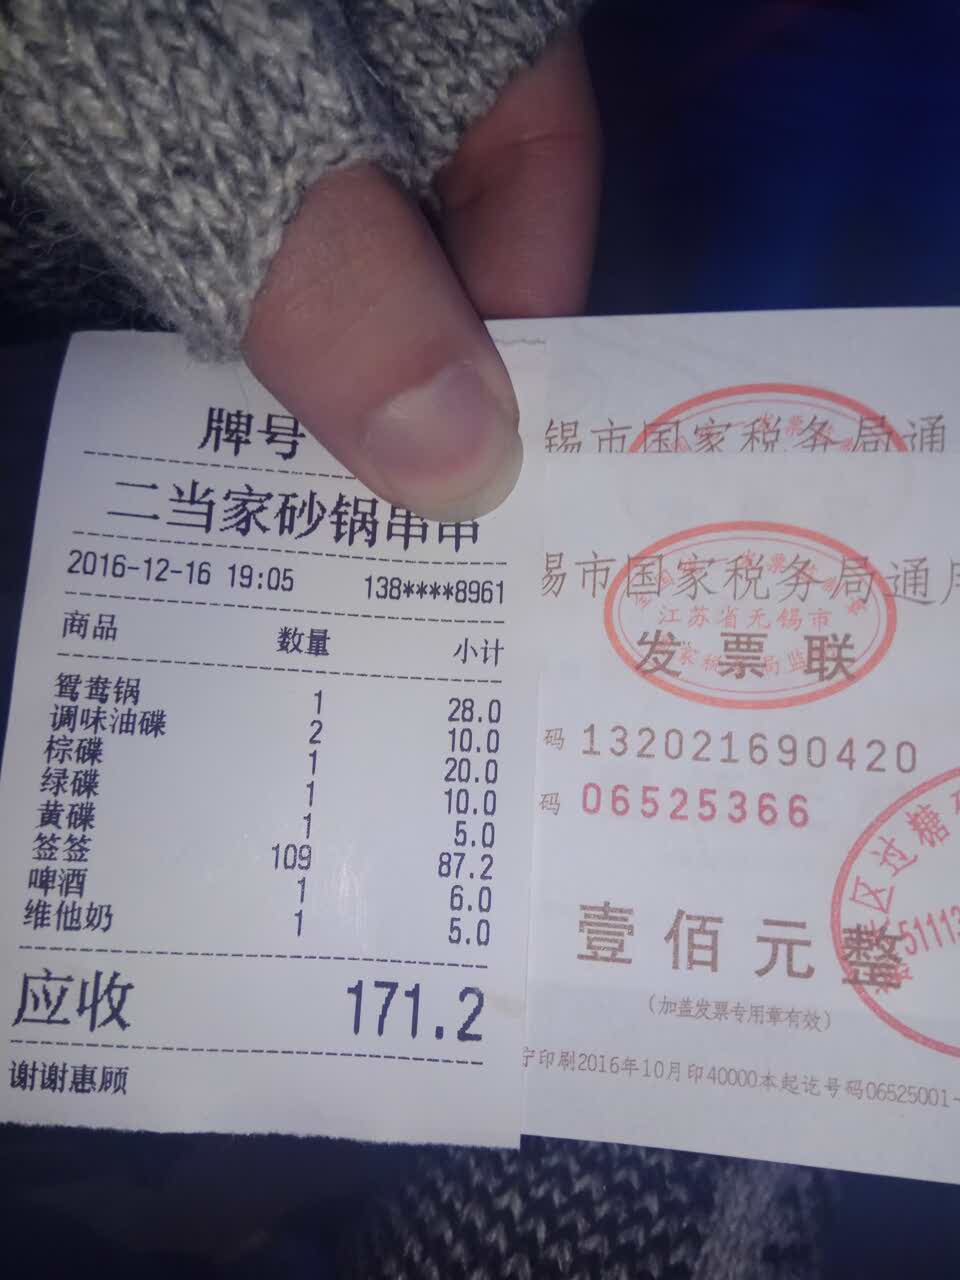 牌号
二当家砂锅串串
2016-12-16 19:05 138****8961
商品 数量 小计
鸳鸯锅 1 28.0
调味油碟 2 10.0
棕碟 1 20.0
绿碟 1 10.0
黄碟 1 5.0
签签 109 87.2
啤酒 1 6.0
维他奶 1 5.0
应收 171.2
谢谢惠顾
锡市国家税务局通
易市国家税务局通用
江苏省无锡市
发票联
码 132021690420
码 06525366
区过糖
51113
壹佰元整
(加盖发票专用章有效)
印刷2016年10月印40000本起讫号码06525001-